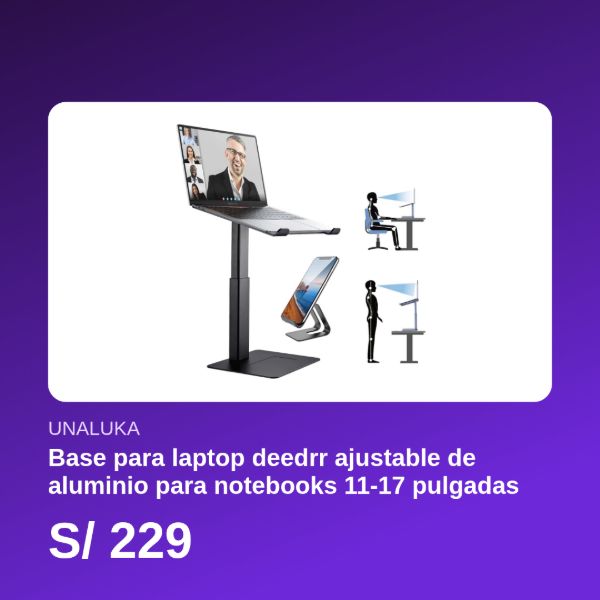 UNALUKA
Base para laptop deedrr ajustable de
aluminio para notebooks 11-17 pulgadas
S/ 229